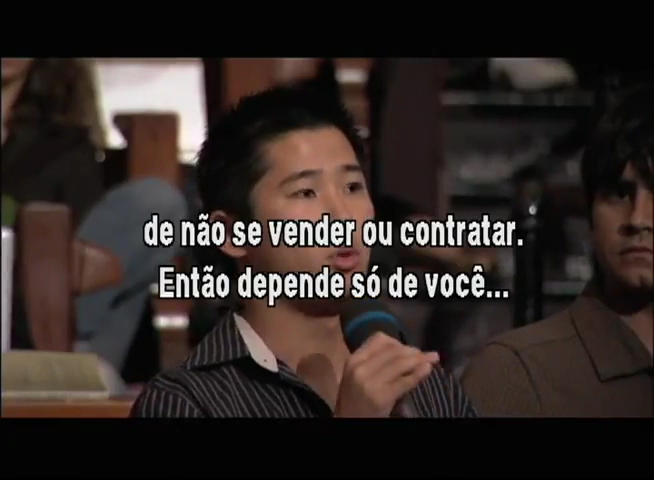 de não se vender ou contratar.
Então depende só de você...